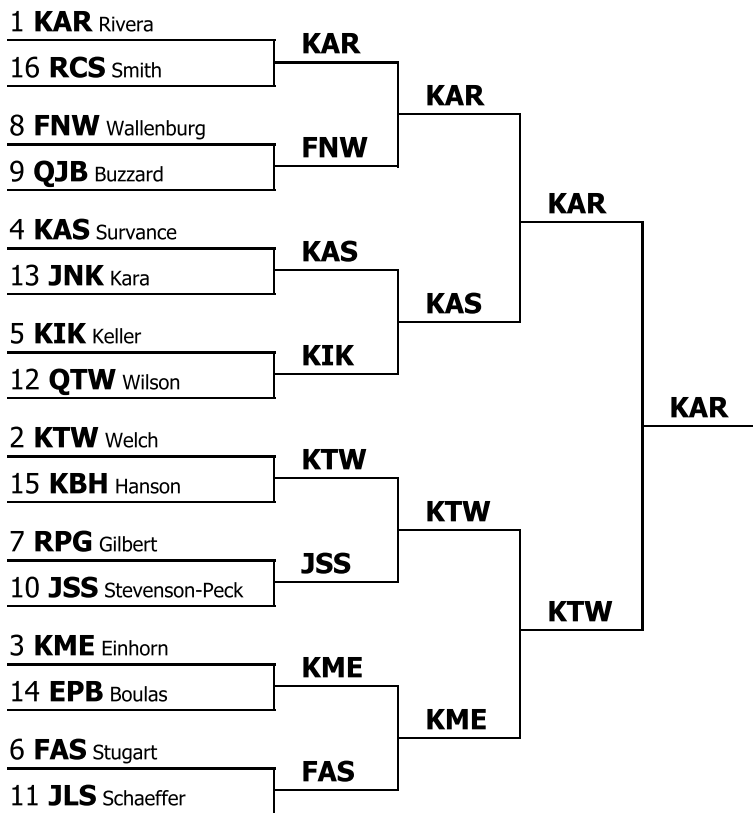 1 KAR Rivera
16 RCS Smith
8 FNW Wallenburg
9 QJB Buzzard
4 KAS Survance
13 JNK Kara
5 KIK Keller
12 QTW Wilson
2 KTW Welch
15 KBH Hanson
7 RPG Gilbert
10 JSS Stevenson-Peck
3 KME Einhorn
14 EPB Boulas
6 FAS Stugart
11 JLS Schaeffer
KAR
FNW
KAS
KIK
KTW
JSS
KME
FAS
KAR
KAS
KTW
KME
KAR
KTW
KAR